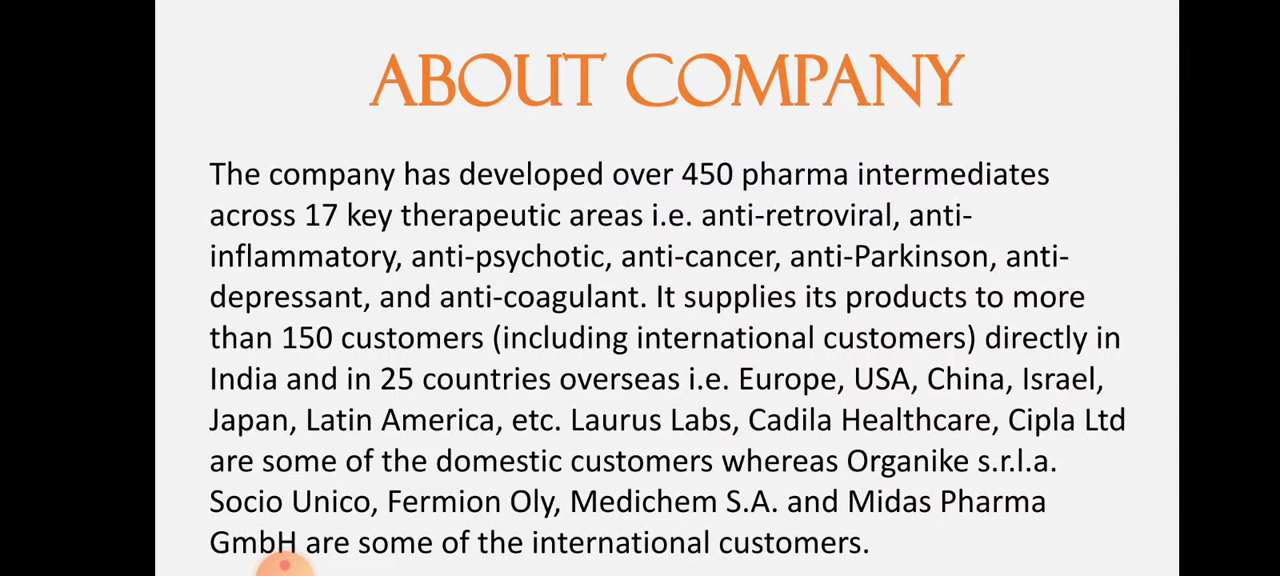 ABOUT COMPANY
The company has developed over 450 pharma intermediates
across 17 key therapeutic areas i.e. anti-retroviral, anti-
inflammatory, anti-psychotic, anti-cancer, anti-Parkinson, anti-
depressant, and anti-coagulant. It supplies its products to more
than 150 customers (including international customers) directly in
India and in 25 countries overseas i.e. Europe, USA, China, Israel,
Japan, Latin America, etc. Laurus Labs, Cadila Healthcare, Cipla Ltd
are some of the domestic customers whereas Organike s.r.l.a.
Socio Unico, Fermion Oly, Medichem S.A. and Midas Pharma
GmbH are some of the international customers.